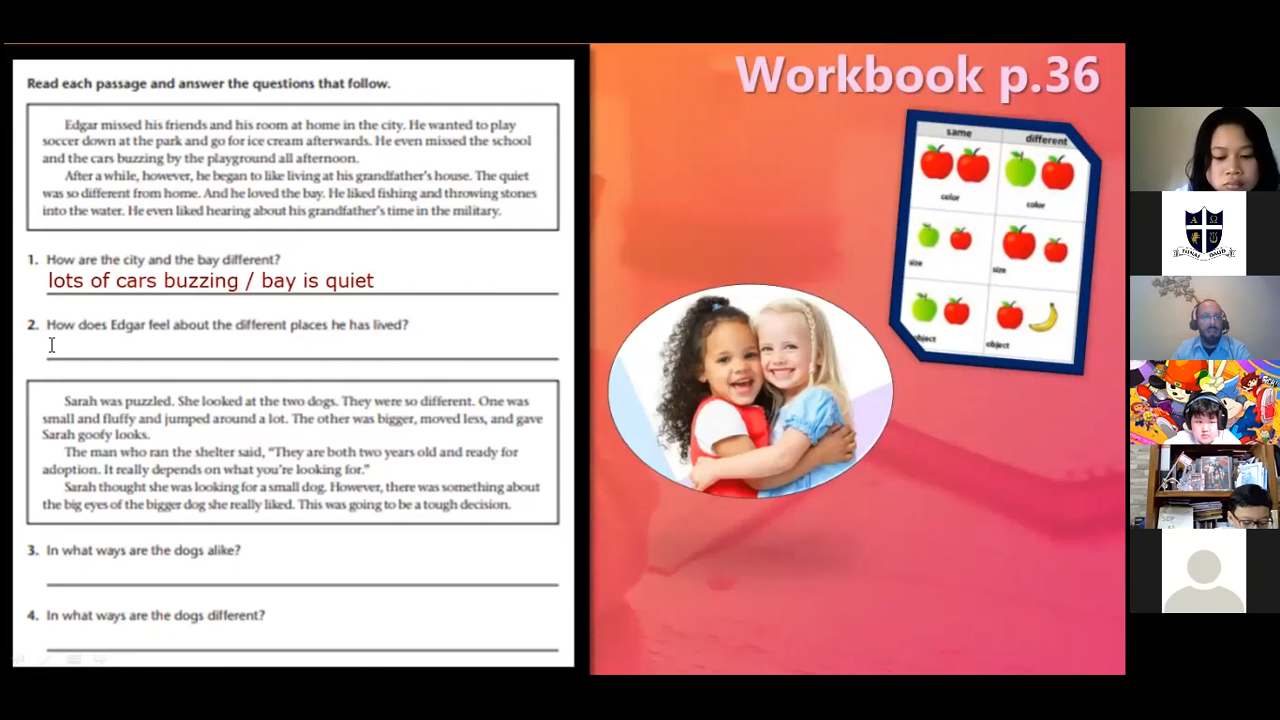 Read each passage and answer the questions that follow.
Edgar missed his friends and his room at home in the city. He wanted to play
soccer down at the park and go for ice cream afterwards. He even missed the school
and the cars buzzing by the playground all afternoon.
After a while, however, he began to like living at his grandfather's house. The quiet
was so different from home. And he loved the bay. He liked fishing and throwing stones
into the water. He even liked hearing about his grandfather's time in the military.
1. How are the city and the bay different?
lots of cars buzzing / bay is quiet
2. How does Edgar feel about the different places he has lived?
Sarah was puzzled. She looked at the two dogs. They were so different. One was
small and fluffy and jumped around a lot. The other was bigger, moved less, and gave
Sarah goofy looks.
The man who ran the shelter said, "They are both two years old and ready for
adoption. It really depends on what you're looking for."
Sarah thought she was looking for a small dog. However, there was something about
the big eyes of the bigger dog she really liked. This was going to be a tough decision.
3. In what ways are the dogs alike?
4. In what ways are the dogs different?
Workbook p.36
same different
color color
size size
object object
Α Ω